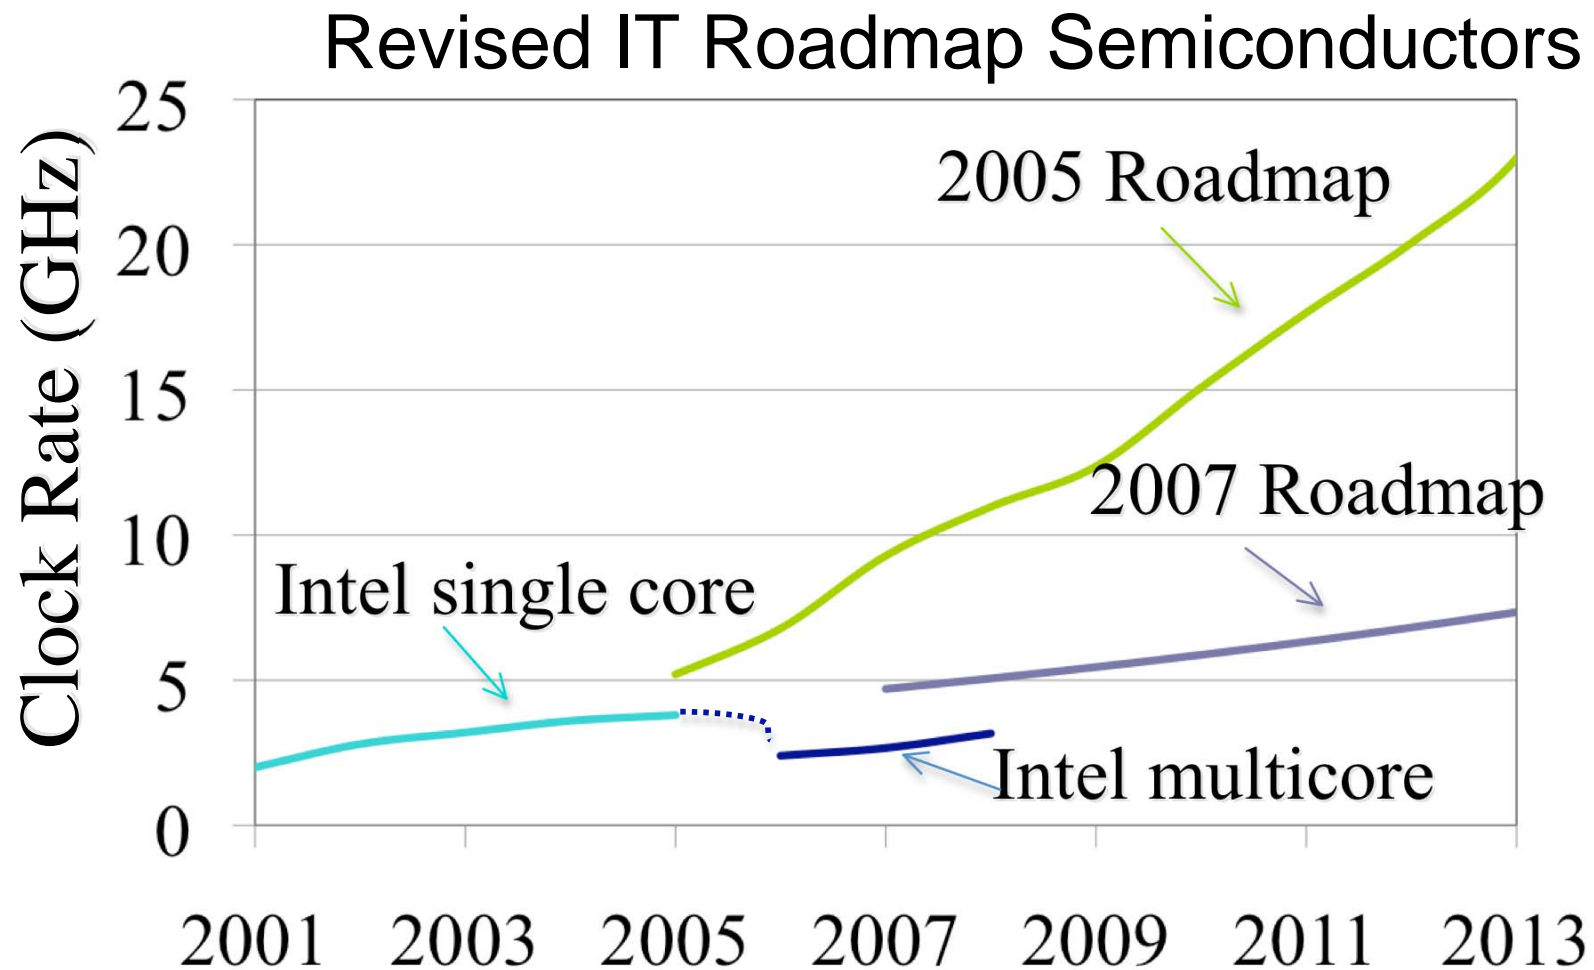 Revised IT Roadmap Semiconductors
Clock Rate (GHz)
25
20
15
10
5
0
2005 Roadmap
2007 Roadmap
Intel single core
Intel multicore
2001 2003 2005 2007 2009 2011 2013